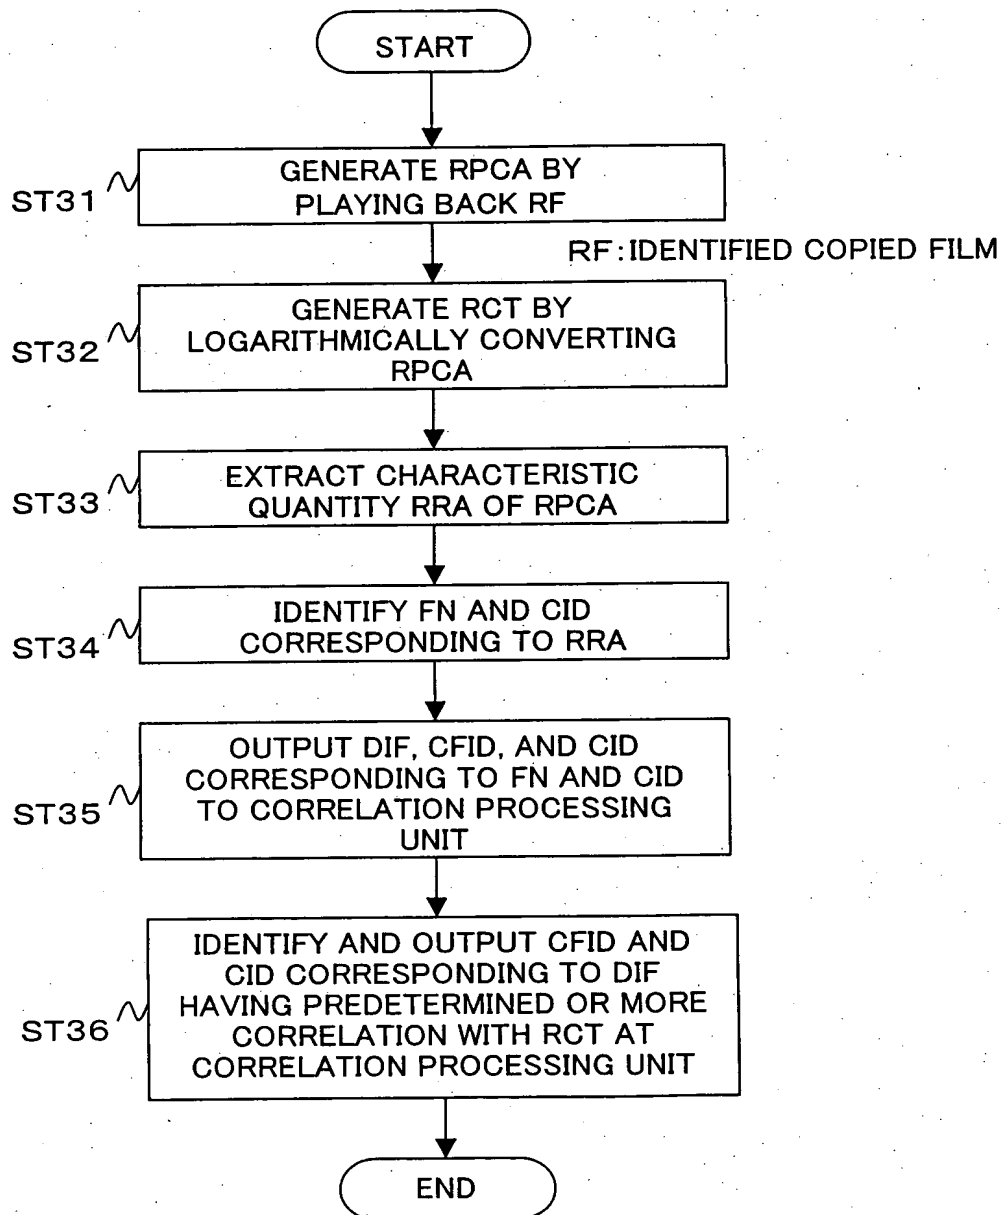 START
ST31
GENERATE RPCA BY
PLAYING BACK RF
RF:IDENTIFIED COPIED FILM
ST32
GENERATE RCT BY
LOGARITHMICALLY CONVERTING
RPCA
ST33
EXTRACT CHARACTERISTIC
QUANTITY RRA OF RPCA
ST34
IDENTIFY FN AND CID
CORRESPONDING TO RRA
ST35
OUTPUT DIF, CFID, AND CID
CORRESPONDING TO FN AND CID
TO CORRELATION PROCESSING
UNIT
ST36
IDENTIFY AND OUTPUT CFID AND
CID CORRESPONDING TO DIF
HAVING PREDETERMINED OR MORE
CORRELATION WITH RCT AT
CORRELATION PROCESSING UNIT
END